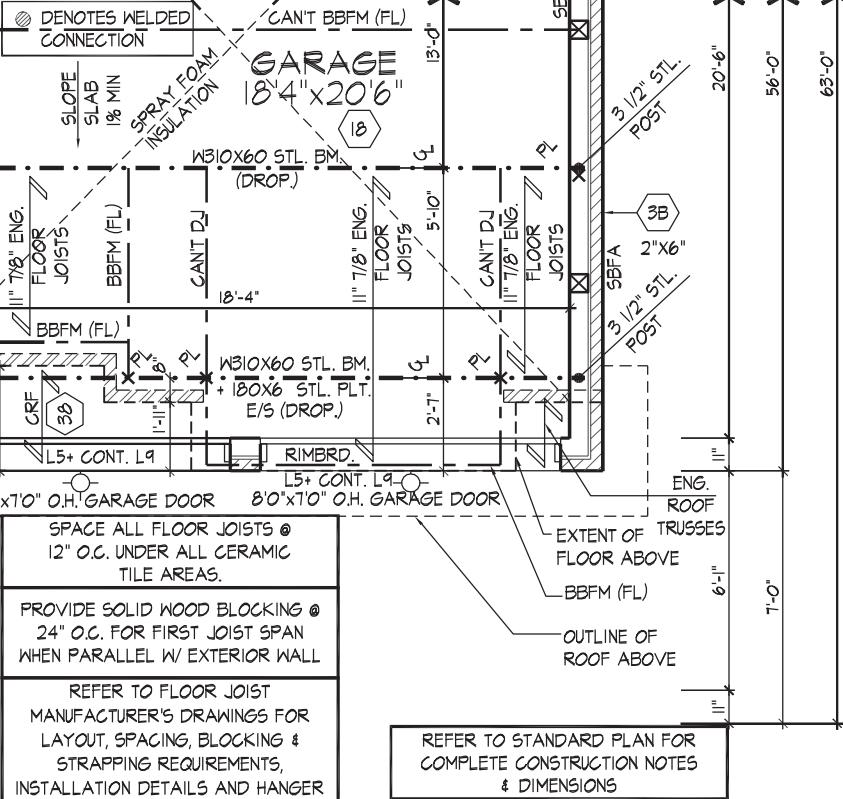 DENOTES WELDED
CONNECTION
CAN'T BBFM (FL)
13'-0"
GARAGE
18'4"x20'6"
18
SLOPE
SLAB
1% MIN
SPRAY FOAM
INSULATION
20'-6"
56'-0"
63'-0"
3 1/2" STL.
POST
W310X60 STL. BM.
(DROP.)
CL
PL
11" 7/8" ENG.
FLOOR
JOISTS
BBFM (FL)
CAN'T DJ
11" 7/8" ENG.
FLOOR
JOISTS
5'-10"
CAN'T DJ
11" 7/8" ENG.
FLOOR
JOISTS
SBFA
3B
2"X6"
18'-4"
3 1/2" STL.
POST
BBFM (FL)
PL
8"
PL
W310X60 STL. BM.
+ 180X6 STL. PLT.
E/S (DROP.)
CL
PL
CRF
38
1'-11"
2'-7"
L5+ CONT. L9
RIMBRD.
L5+ CONT. L9
x7'0" O.H. GARAGE DOOR
8'0"x7'0" O.H. GARAGE DOOR
11"
ENG.
ROOF
TRUSSES
EXTENT OF
FLOOR ABOVE
BBFM (FL)
OUTLINE OF
ROOF ABOVE
6'-1"
7'-0"
11"
SPACE ALL FLOOR JOISTS @
12" O.C. UNDER ALL CERAMIC
TILE AREAS.
PROVIDE SOLID WOOD BLOCKING @
24" O.C. FOR FIRST JOIST SPAN
WHEN PARALLEL W/ EXTERIOR WALL
REFER TO FLOOR JOIST
MANUFACTURER'S DRAWINGS FOR
LAYOUT, SPACING, BLOCKING &
STRAPPING REQUIREMENTS,
INSTALLATION DETAILS AND HANGER
REFER TO STANDARD PLAN FOR
COMPLETE CONSTRUCTION NOTES
& DIMENSIONS